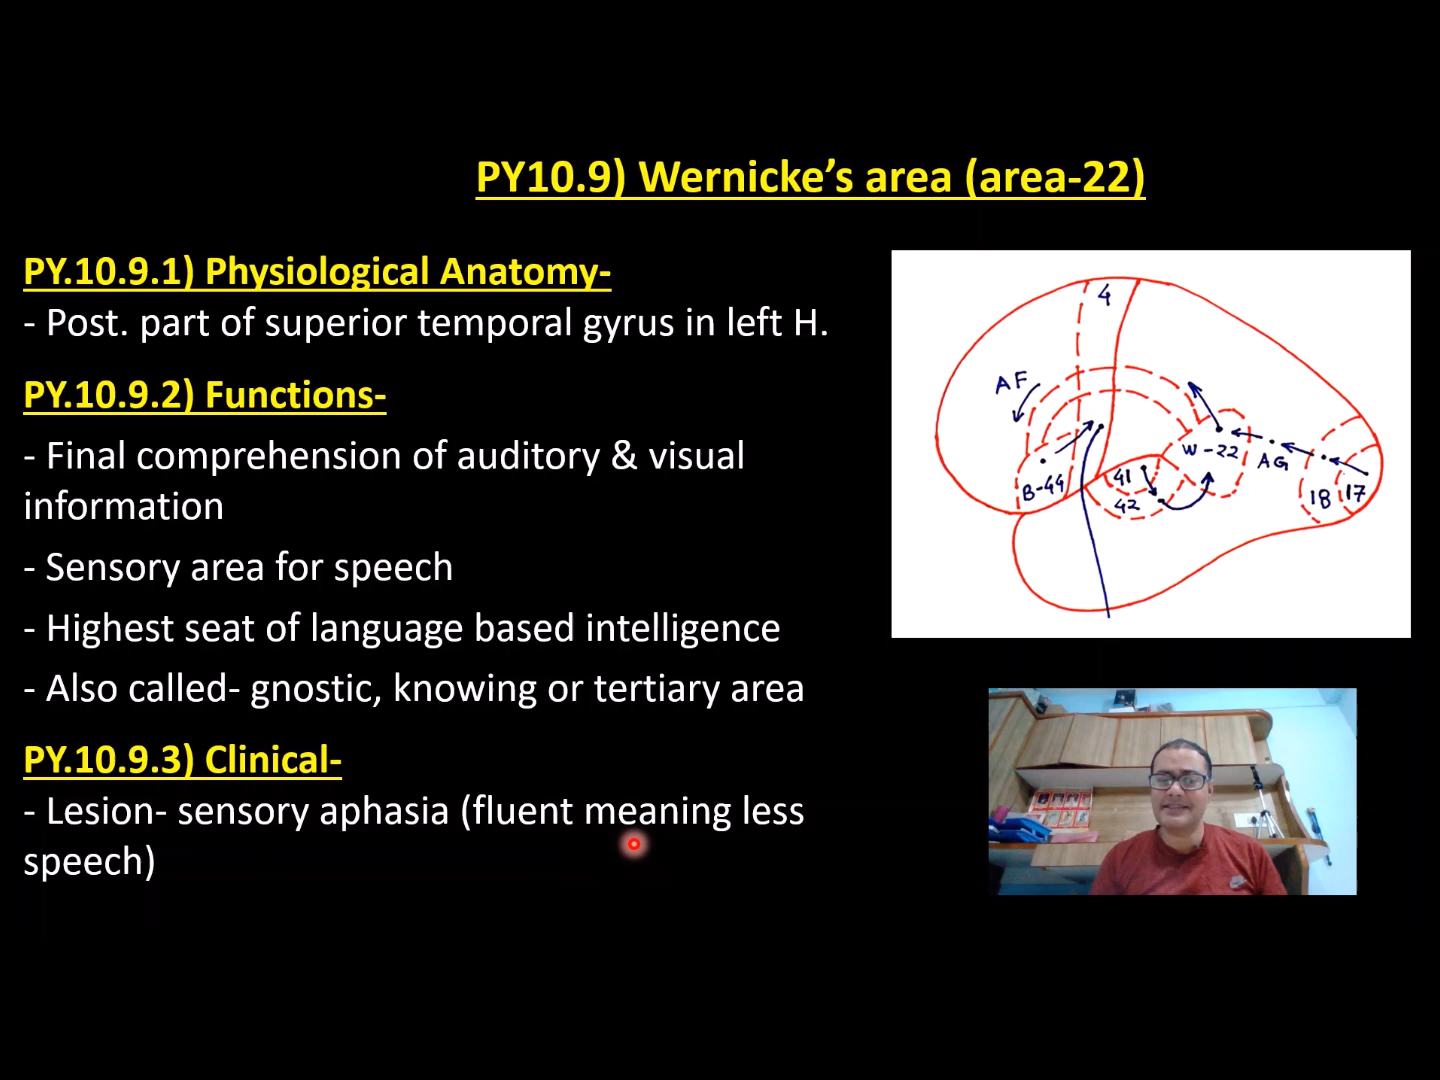 PY10.9) Wernicke’s area (area-22)
PY.10.9.1) Physiological Anatomy-
- Post. part of superior temporal gyrus in left H.
PY.10.9.2) Functions-
- Final comprehension of auditory & visual
information
- Sensory area for speech
- Highest seat of language based intelligence
- Also called- gnostic, knowing or tertiary area
PY.10.9.3) Clinical-
- Lesion- sensory aphasia (fluent meaning less
speech)
4
AF
W-22
AG
B-44
41
42
18
17